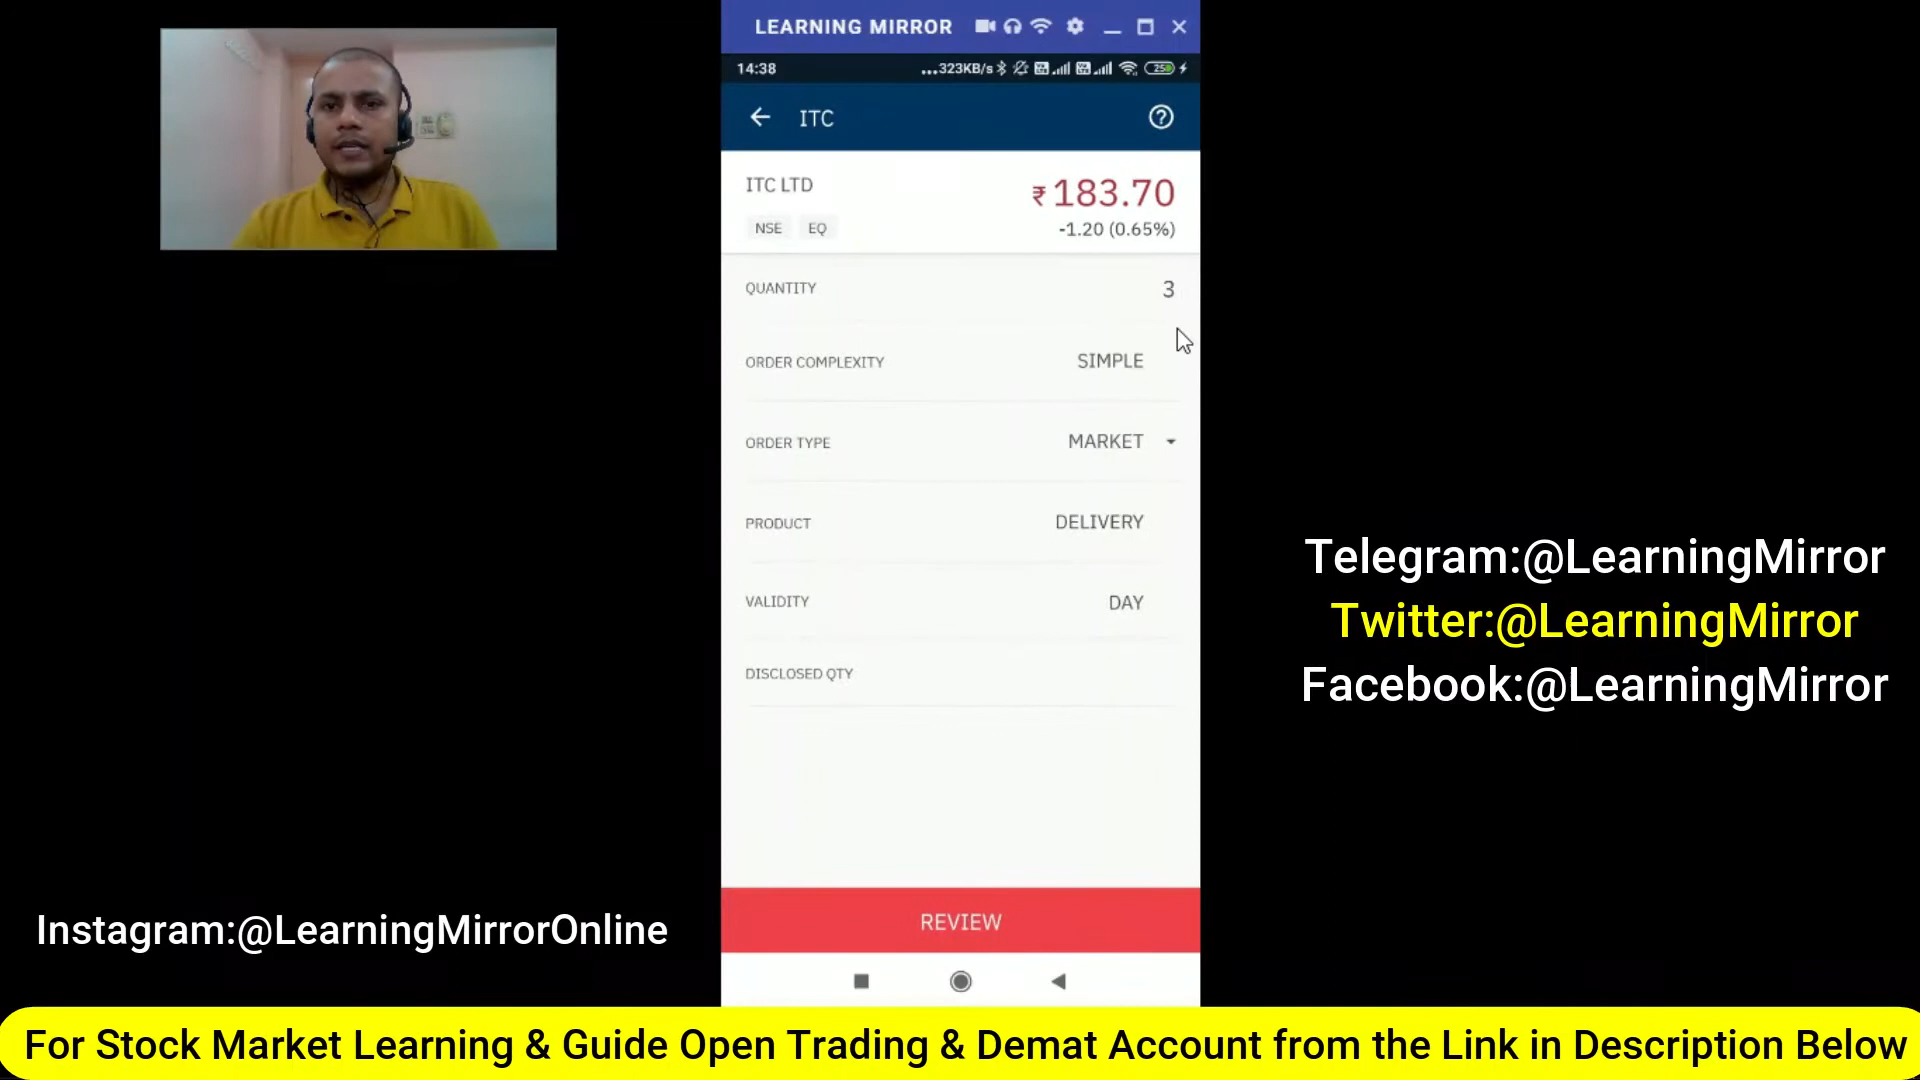 LEARNING MIRROR
14:38
...323KB/s
25
ITC
ITC LTD
₹183.70
NSE EQ
-1.20 (0.65%)
QUANTITY 3
ORDER COMPLEXITY SIMPLE
ORDER TYPE MARKET
PRODUCT DELIVERY
VALIDITY DAY
DISCLOSED QTY
REVIEW
Telegram:@LearningMirror
Twitter:@LearningMirror
Facebook:@LearningMirror
Instagram:@LearningMirrorOnline
For Stock Market Learning & Guide Open Trading & Demat Account from the Link in Description Below